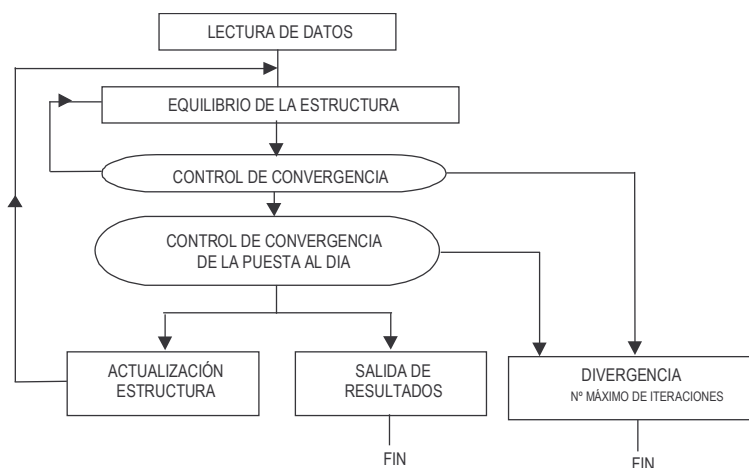 LECTURA DE DATOS
EQUILIBRIO DE LA ESTRUCTURA
CONTROL DE CONVERGENCIA
CONTROL DE CONVERGENCIA
DE LA PUESTA AL DIA
ACTUALIZACIÓN
ESTRUCTURA
SALIDA DE
RESULTADOS
DIVERGENCIA
Nº MÁXIMO DE ITERACIONES
FIN
FIN